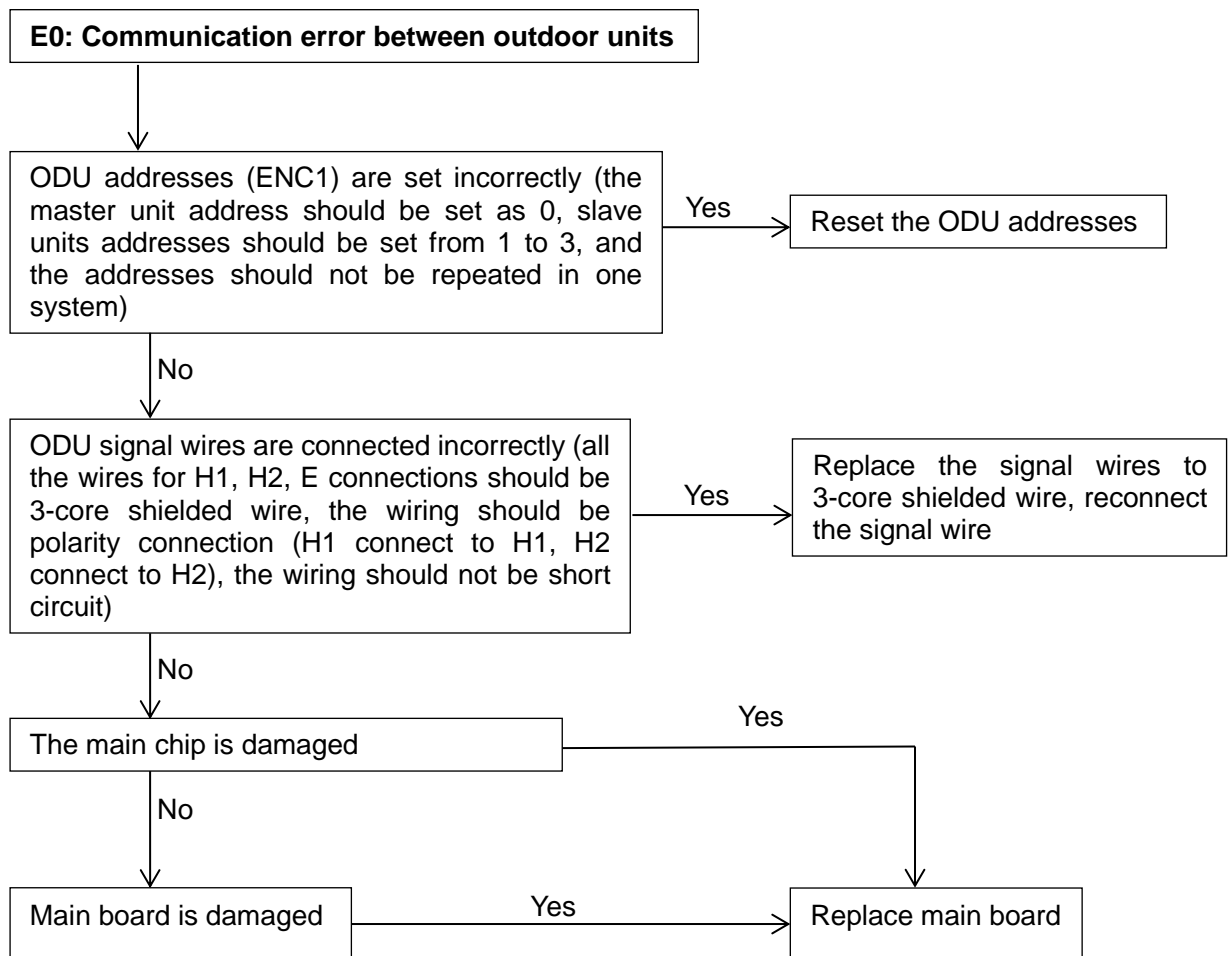 E0: Communication error between outdoor units
ODU addresses (ENC1) are set incorrectly (the
master unit address should be set as 0, slave
units addresses should be set from 1 to 3, and
the addresses should not be repeated in one
system)
Yes
Reset the ODU addresses
No
ODU signal wires are connected incorrectly (all
the wires for H1, H2, E connections should be
3-core shielded wire, the wiring should be
polarity connection (H1 connect to H1, H2
connect to H2), the wiring should not be short
circuit)
Yes
Replace the signal wires to
3-core shielded wire, reconnect
the signal wire
No
The main chip is damaged
Yes
No
Main board is damaged
Yes
Replace main board